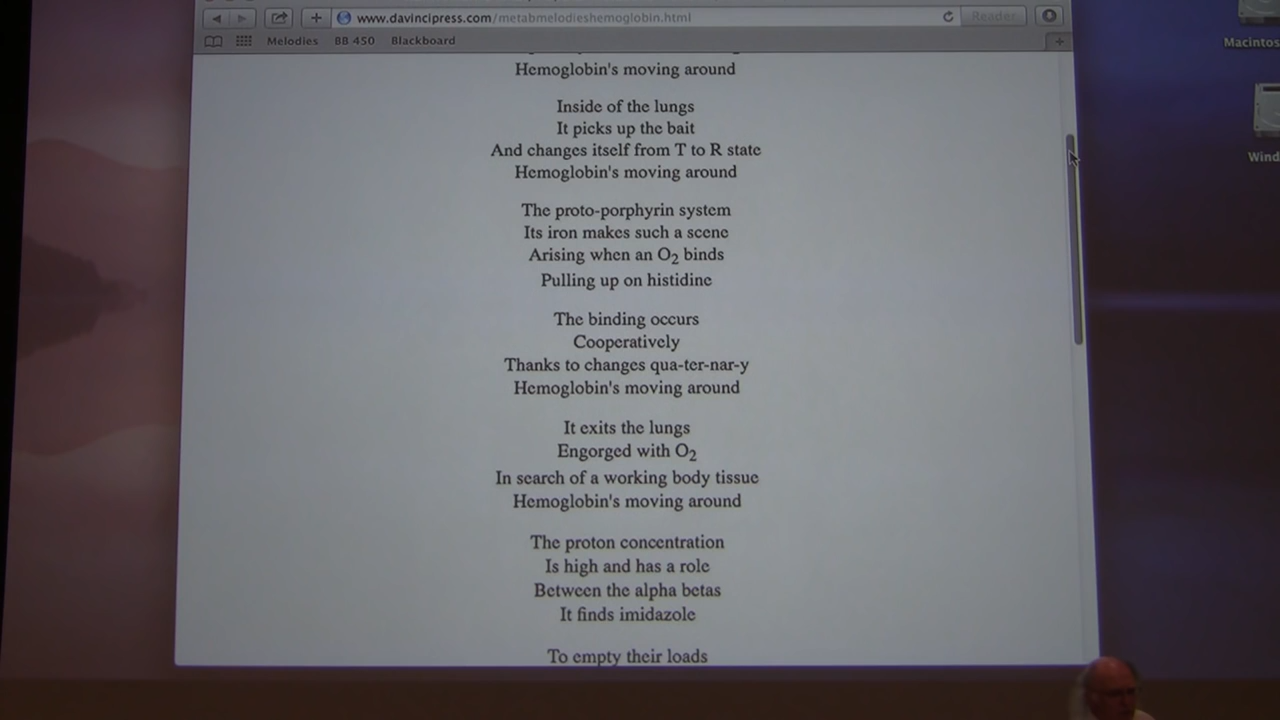 www.davincipress.com/metabmelodieshemoglobin.html
Reader
Melodies BB 450 Blackboard
Hemoglobin's moving around
Inside of the lungs
It picks up the bait
And changes itself from T to R state
Hemoglobin's moving around
The proto-porphyrin system
Its iron makes such a scene
Arising when an O2 binds
Pulling up on histidine
The binding occurs
Cooperatively
Thanks to changes qua-ter-nar-y
Hemoglobin's moving around
It exits the lungs
Engorged with O2
In search of a working body tissue
Hemoglobin's moving around
The proton concentration
Is high and has a role
Between the alpha betas
It finds imidazole
To empty their loads
Macintos
Wind